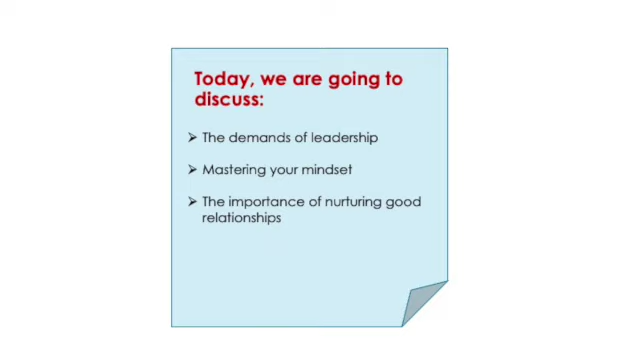 Today, we are going to
discuss:
➢ The demands of leadership
➢ Mastering your mindset
➢ The importance of nurturing good
relationships